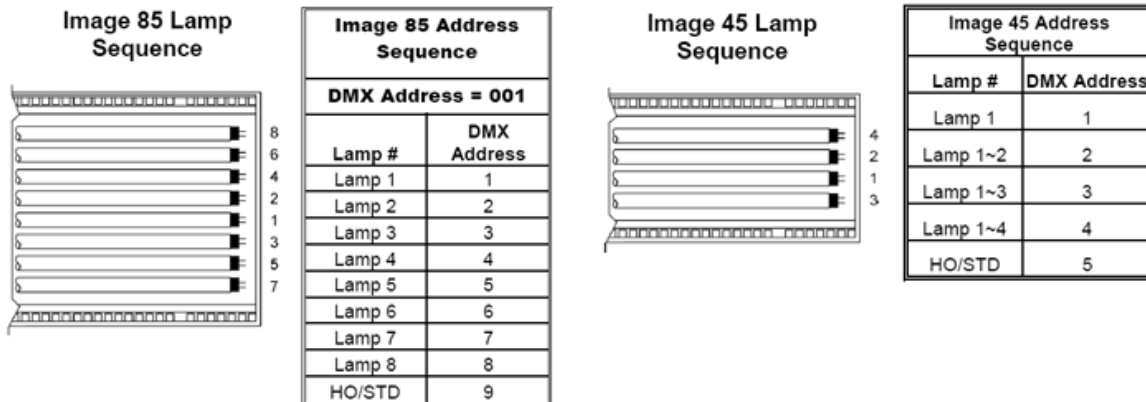 Image 85 Lamp
Sequence
8
6
4
2
1
3
5
7
Image 85 Address
Sequence
DMX Address = 001
Lamp # DMX Address
Lamp 1 1
Lamp 2 2
Lamp 3 3
Lamp 4 4
Lamp 5 5
Lamp 6 6
Lamp 7 7
Lamp 8 8
HO/STD 9
Image 45 Lamp
Sequence
4
2
1
3
Image 45 Address
Sequence
Lamp # DMX Address
Lamp 1 1
Lamp 1~2 2
Lamp 1~3 3
Lamp 1~4 4
HO/STD 5